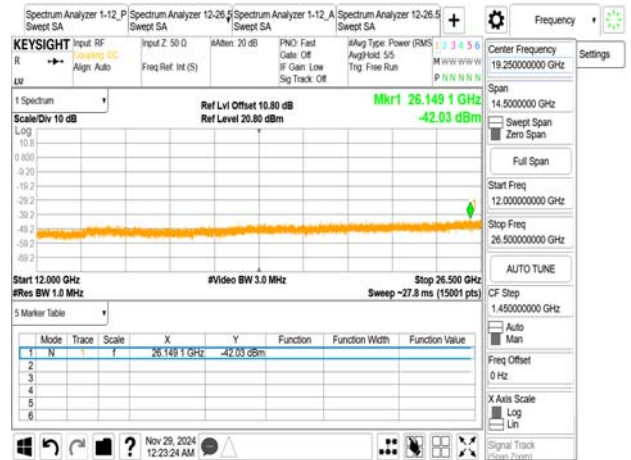 Spectrum Analyzer 1-12_P
Swept SA
Spectrum Analyzer 12-26.5
Swept SA
Spectrum Analyzer 1-12_A
Swept SA
Spectrum Analyzer 12-26.5
Swept SA
+
Frequency
Settings
KEYSIGHT
R
Input: RF
Coupling: DC
Align: Auto
Input Z: 50 Ω
Freq Ref: Int (S)
#Atten: 20 dB
PNO: Fast
Gate: Off
IF Gain: Low
Sig Track: Off
#Avg Type: Power (RMS
Avg|Hold: 5/5
Trig: Free Run
1 2 3 4 5 6
M W W W W W
P N N N N N
1 Spectrum
Scale/Div 10 dB
Log
Ref Lvl Offset 10.80 dB
Ref Level 20.80 dBm
Mkr1 26.149 1 GHz
-42.03 dBm
10.8
0.800
-9.20
-19.2
-29.2
-39.2
-49.2
-59.2
-69.2
1
Start 12.000 GHz
#Res BW 1.0 MHz
#Video BW 3.0 MHz
Stop 26.500 GHz
Sweep ~27.8 ms (15001 pts)
5 Marker Table
Mode Trace Scale X Y Function Function Width Function Value
1 N 1 f 26.149 1 GHz -42.03 dBm
2
3
4
5
6
Center Frequency
19.250000000 GHz
Span
14.5000000 GHz
Swept Span
Zero Span
Full Span
Start Freq
12.000000000 GHz
Stop Freq
26.500000000 GHz
AUTO TUNE
CF Step
1.450000000 GHz
Auto
Man
Freq Offset
0 Hz
X Axis Scale
Log
Lin
Signal Track
(Span Zoom)
?
Nov 29, 2024
12:23:24 AM